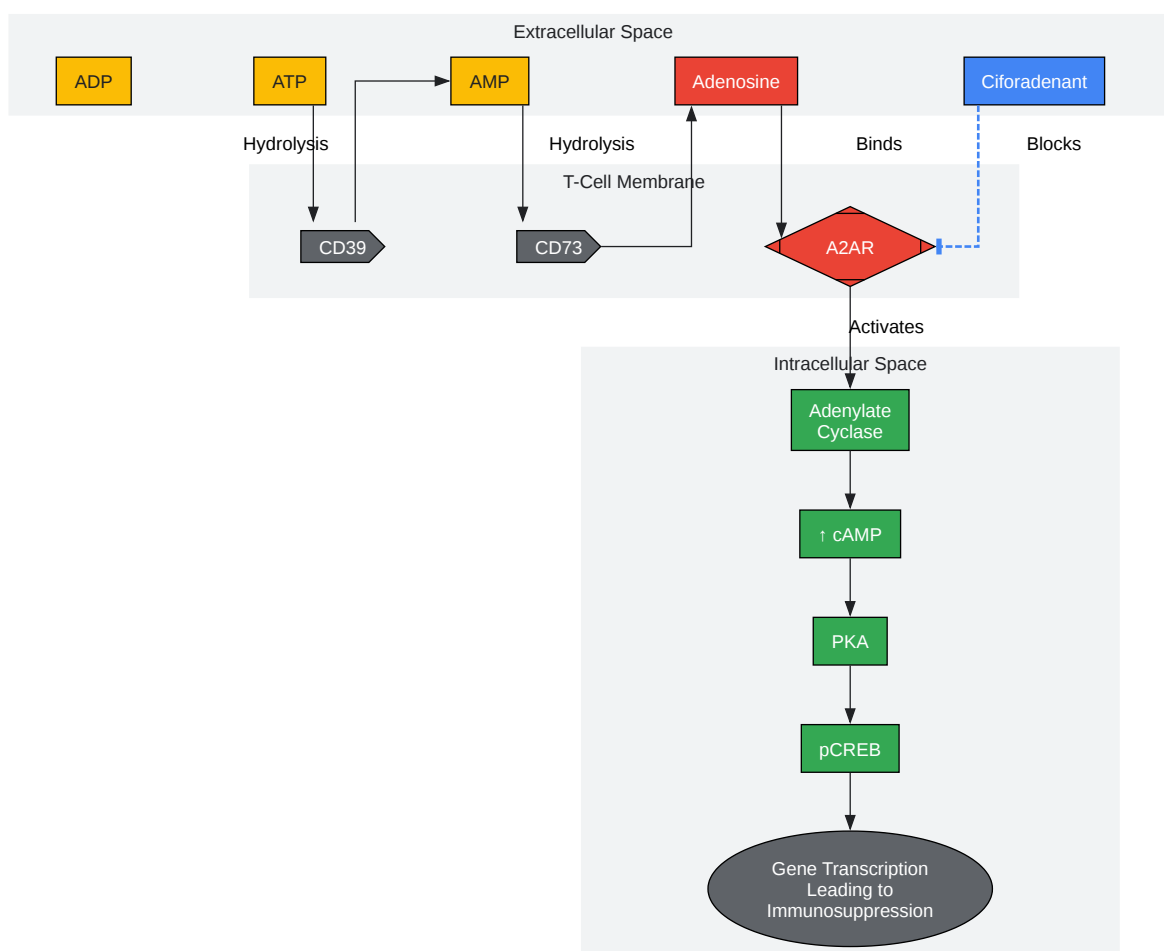 Extracellular Space
ADP
ATP
AMP
Adenosine
Ciforadenant
Hydrolysis
Hydrolysis
Binds
Blocks
T-Cell Membrane
CD39
CD73
A2AR
Activates
Intracellular Space
Adenylate
Cyclase
↑ cAMP
PKA
pCREB
Gene Transcription
Leading to
Immunosuppression